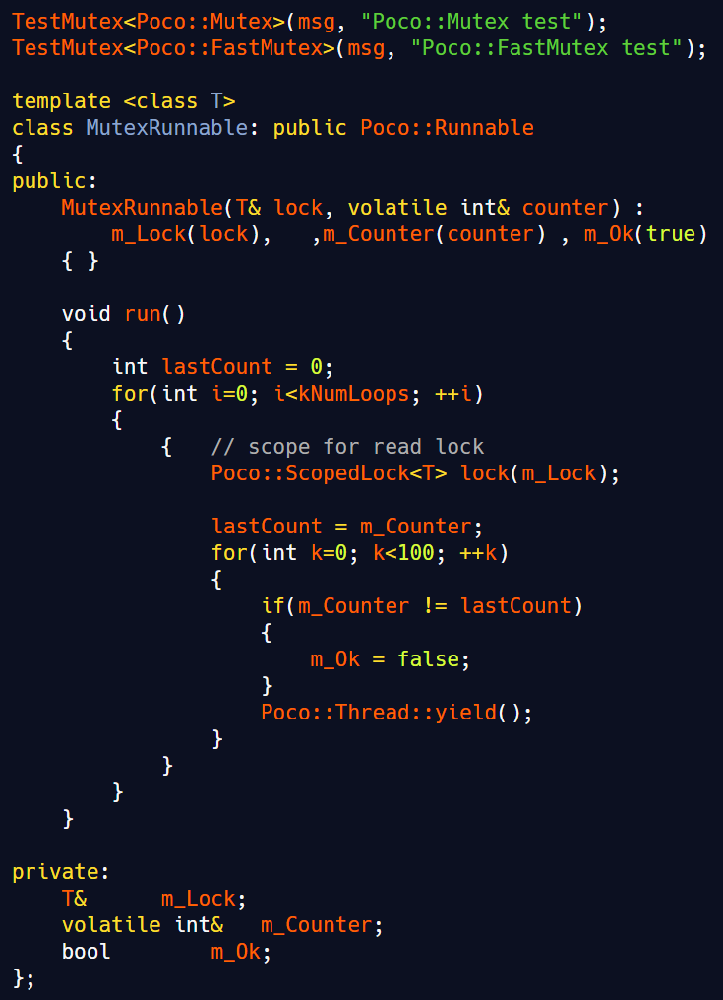 TestMutex<Poco::Mutex>(msg, "Poco::Mutex test");
TestMutex<Poco::FastMutex>(msg, "Poco::FastMutex test");

template <class T>
class MutexRunnable: public Poco::Runnable
{
public:
    MutexRunnable(T& lock, volatile int& counter) :
        m_Lock(lock),   ,m_Counter(counter) , m_Ok(true)
    { }

    void run()
    {
        int lastCount = 0;
        for(int i=0; i<kNumLoops; ++i)
        {
            {   // scope for read lock
                Poco::ScopedLock<T> lock(m_Lock);

                lastCount = m_Counter;
                for(int k=0; k<100; ++k)
                {
                    if(m_Counter != lastCount)
                    {
                        m_Ok = false;
                    }
                    Poco::Thread::yield();
                }
            }
        }
    }

private:
    T&      m_Lock;
    volatile int&   m_Counter;
    bool        m_Ok;
};